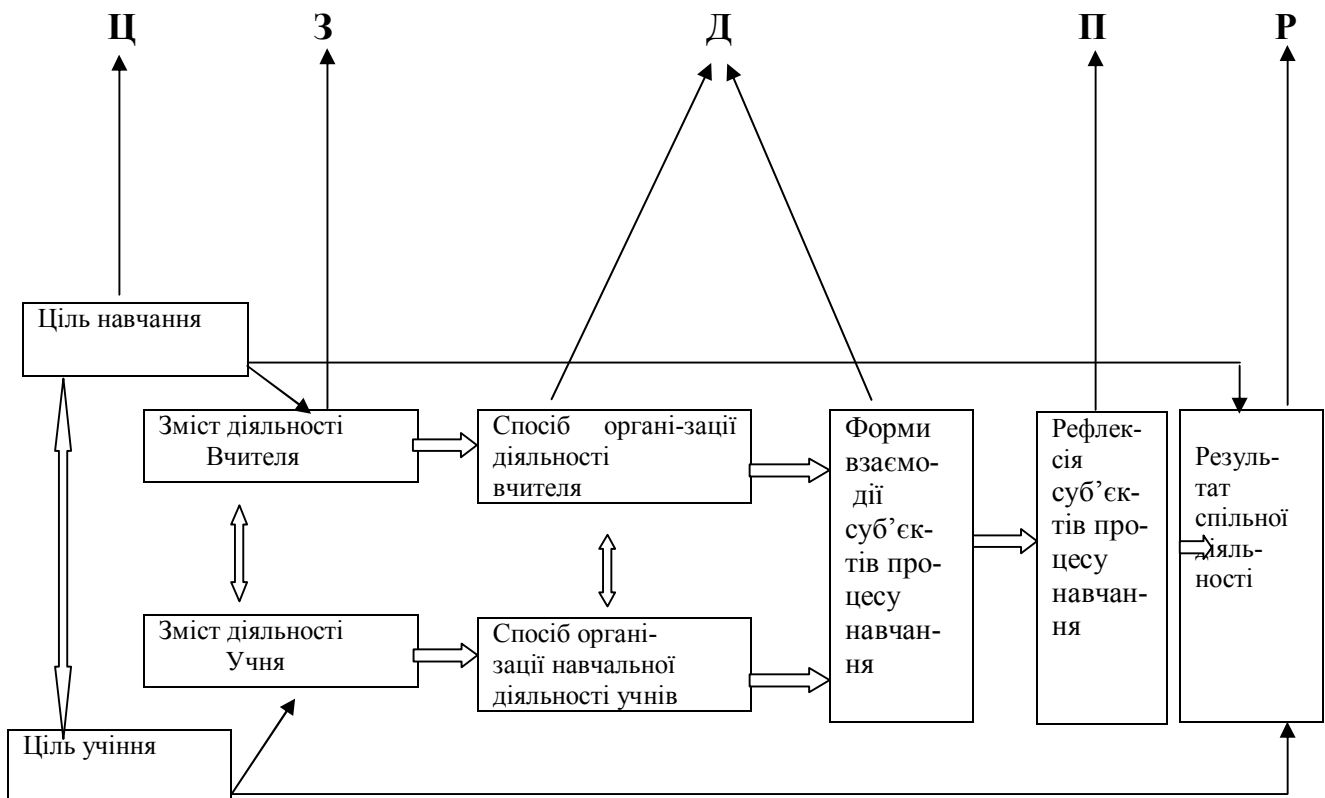 Ц З Д П Р
Ціль навчання
Зміст діяльності
Вчителя
Спосіб органі-зації
діяльності
вчителя
Форми
взаємо-
дії
суб’єк-
тів про-
цесу
навчан-
ня
Рефлек-
сія
суб’єк-
тів про-
цесу
навчан-
ня
Резуль-
тат
спільної
діяль-
ності
Зміст діяльності
Учня
Спосіб органі-
зації навчальної
діяльності учнів
Ціль учіння